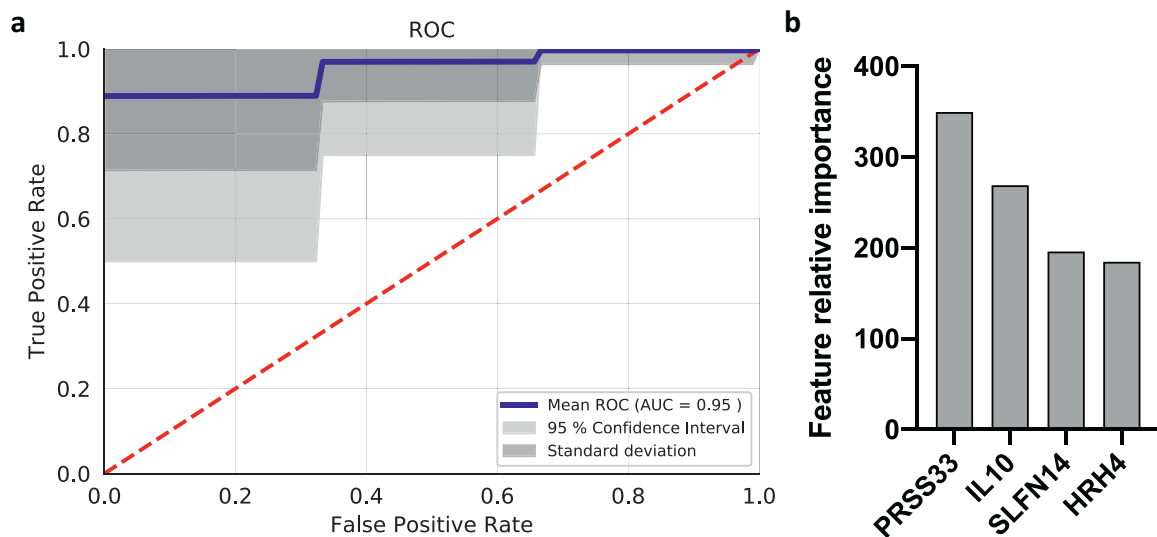 a
ROC
True Positive Rate
1.0
0.8
0.6
0.4
0.2
0.0
Mean ROC (AUC = 0.95 )
95 % Confidence Interval
Standard deviation
0.0 0.2 0.4 0.6 0.8 1.0
False Positive Rate
b
Feature relative importance
400
300
200
100
0
PRSS33 IL10 SLFN14 HRH4